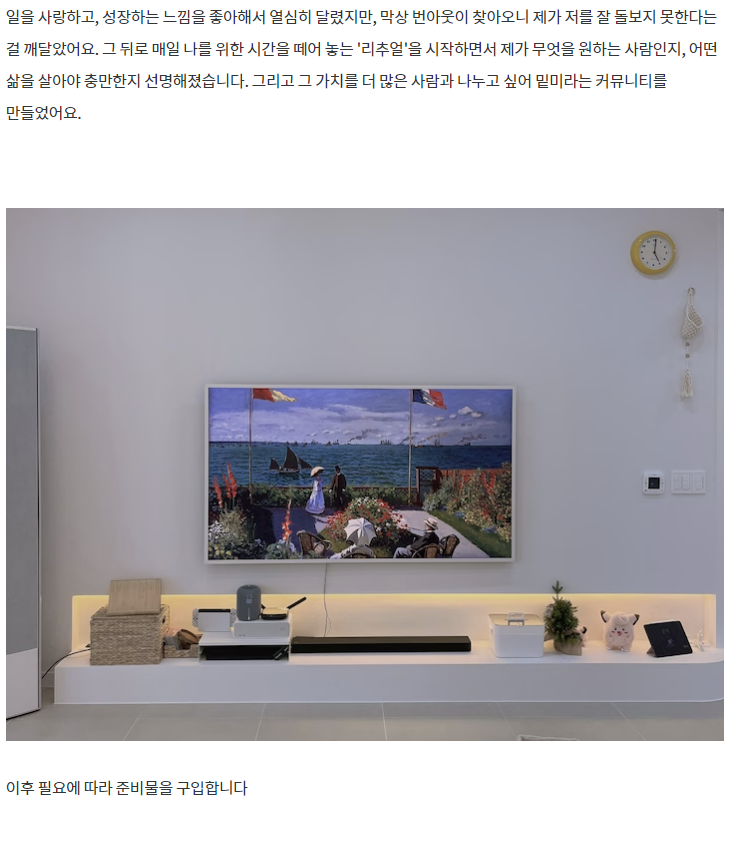 일을 사랑하고, 성장하는 느낌을 좋아해서 열심히 달렸지만, 막상 번아웃이 찾아오니 제가 저를 잘 돌보지 못한다는
걸 깨달았어요. 그 뒤로 매일 나를 위한 시간을 떼어 놓는 '리추얼'을 시작하면서 제가 무엇을 원하는 사람인지, 어떤
삶을 살아야 충만한지 선명해졌습니다. 그리고 그 가치를 더 많은 사람과 나누고 싶어 밑미라는 커뮤니티를
만들었어요.
이후 필요에 따라 준비물을 구입합니다